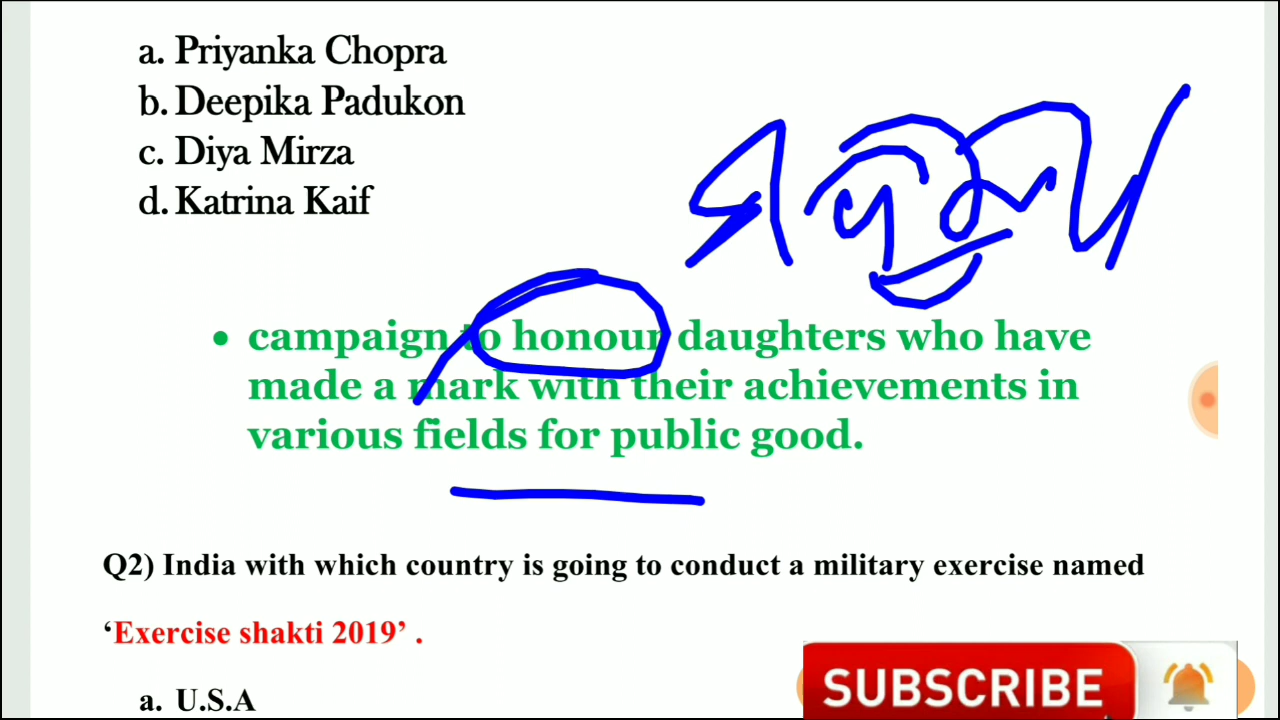 a. Priyanka Chopra
b. Deepika Padukon
c. Diya Mirza
d. Katrina Kaif
• campaign to honour daughters who have
made a mark with their achievements in
various fields for public good.
Q2) India with which country is going to conduct a military exercise named
‘Exercise shakti 2019’ .
a. U.S.A
SUBSCRIBE